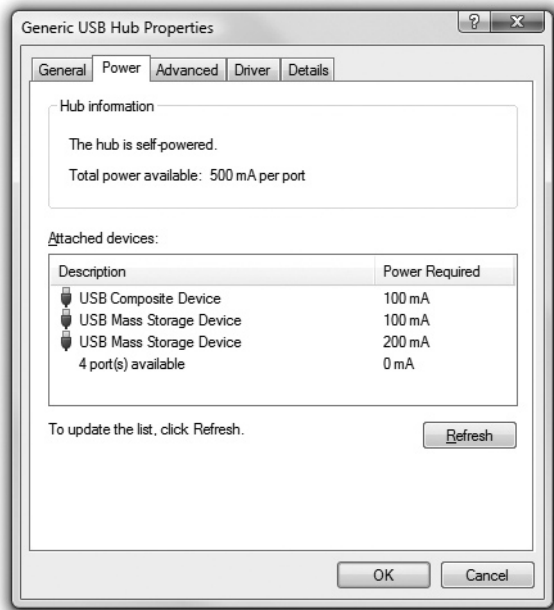 Generic USB Hub Properties
?
General Power Advanced Driver Details
Hub information
The hub is self-powered.
Total power available: 500 mA per port
Attached devices:
Description Power Required
USB Composite Device 100 mA
USB Mass Storage Device 100 mA
USB Mass Storage Device 200 mA
4 port(s) available 0 mA
To update the list, click Refresh.
Refresh
OK Cancel